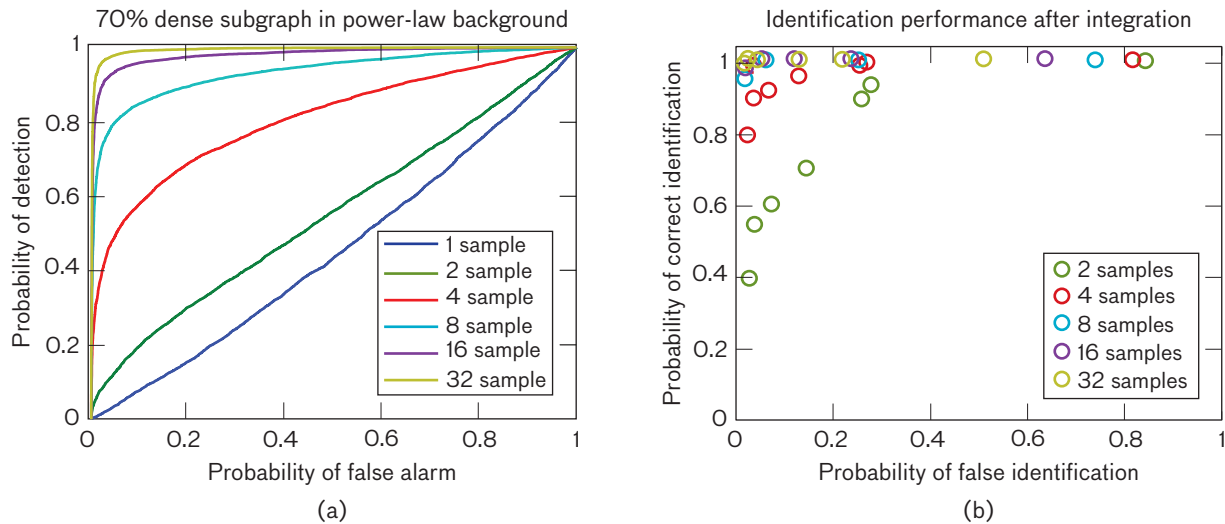 70% dense subgraph in power-law background
Probability of detection
1
0.8
0.6
0.4
0.2
0
0
0.2
0.4
0.6
0.8
1
1 sample
2 sample
4 sample
8 sample
16 sample
32 sample
Probability of false alarm
(a)
Identification performance after integration
Probability of correct identification
1
0.8
0.6
0.4
0.2
0
0
0.2
0.4
0.6
0.8
1
2 samples
4 samples
8 samples
16 samples
32 samples
Probability of false identification
(b)